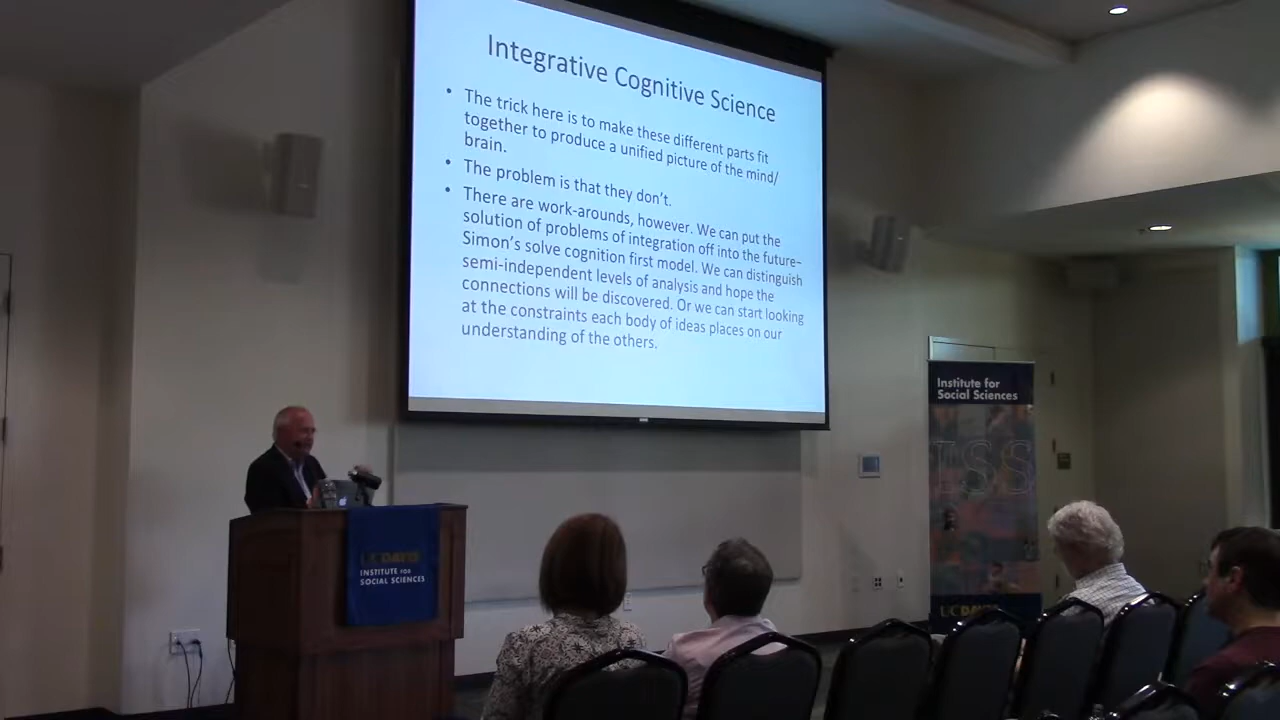 Integrative Cognitive Science
• The trick here is to make these different parts fit
together to produce a unified picture of the mind/
brain.
• The problem is that they don't.
• There are work-arounds, however. We can put the
solution of problems of integration off into the future–
Simon's solve cognition first model. We can distinguish
semi-independent levels of analysis and hope the
connections will be discovered. Or we can start looking
at the constraints each body of ideas places on our
understanding of the others.
Institute for
Social Sciences
ISS
UC DAVIS
UC DAVIS
INSTITUTE FOR
SOCIAL SCIENCES